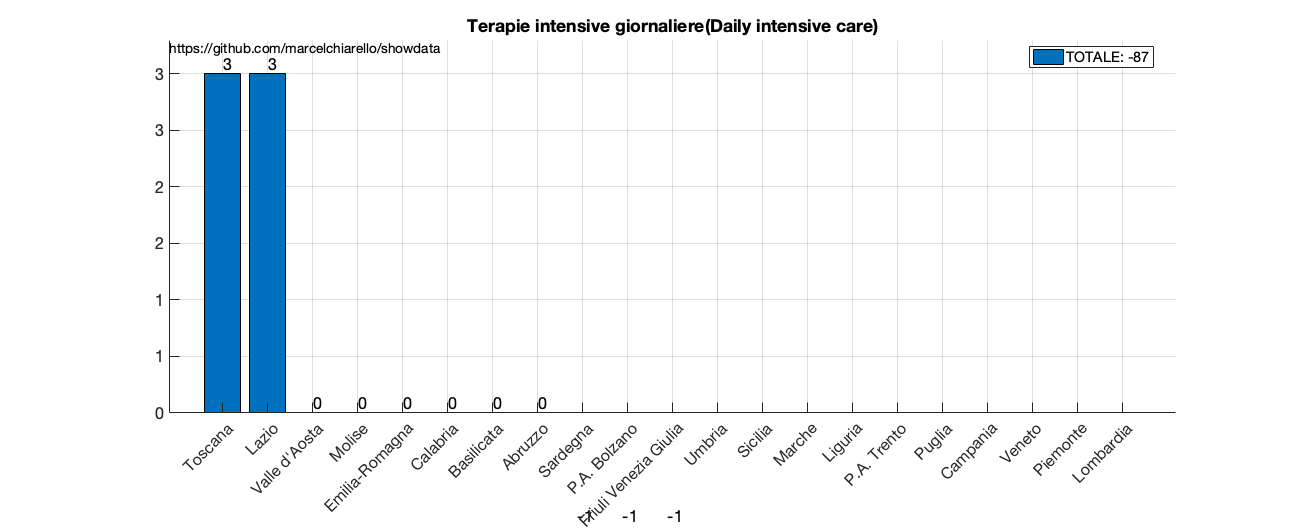 Terapie intensive giornaliere(Daily intensive care)
https://github.com/marcelchiarello/showdata
TOTALE: -87
3 3
3
3
2
2
1
1
0
0 0 0 0 0 0
Toscana
Lazio
Valle d'Aosta
Molise
Emilia-Romagna
Calabria
Basilicata
Abruzzo
Sardegna
P.A. Bolzano
Friuli Venezia Giulia
Umbria
Sicilia
Marche
Liguria
P.A. Trento
Puglia
Campania
Veneto
Piemonte
Lombardia
-1 -1 -1